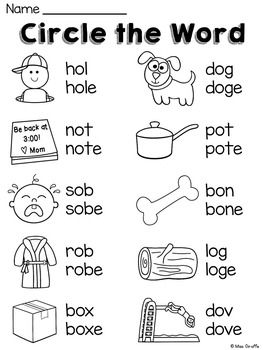 Name
Circle the Word
hol
hole
dog
doge
Be back at
3:00!
♡ Mom
not
note
pot
pote
sob
sobe
bon
bone
rob
robe
log
loge
box
boxe
dov
dove
© Miss Giraffe